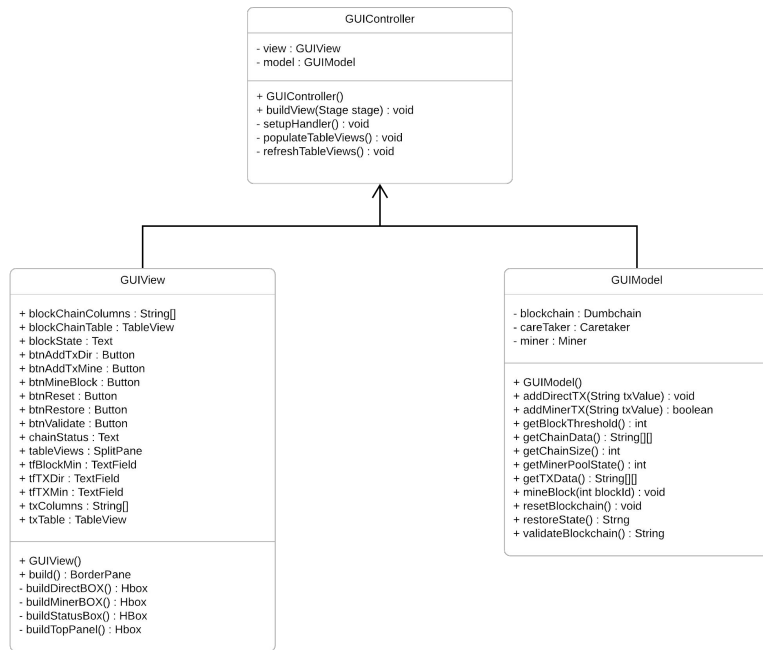 GUIController
- view : GUIView
- model : GUIModel
+ GUIController()
+ buildView(Stage stage) : void
- setupHandler() : void
- populateTableViews() : void
- refreshTableViews() : void
GUIView
+ blockChainColumns : String[]
+ blockChainTable : TableView
+ blockState : Text
+ btnAddTxDir : Button
+ btnAddTxMine : Button
+ btnMineBlock : Button
+ btnReset : Button
+ btnRestore : Button
+ btnValidate : Button
+ chainStatus : Text
+ tableViews : SplitPane
+ tfBlockMin : TextField
+ tfTXDir : TextField
+ tfTXMin : TextField
+ txColumns : String[]
+ txTable : TableView
+ GUIView()
+ build() : BorderPane
- buildDirectBOX() : Hbox
- buildMinerBOX() : Hbox
- buildStatusBox() : HBox
- buildTopPanel() : Hbox
GUIModel
- blockchain : Dumbchain
- careTaker : Caretaker
- miner : Miner
+ GUIModel()
+ addDirectTX(String txValue) : void
+ addMinerTX(String txValue) : boolean
+ getBlockThreshold() : int
+ getChainData() : String[][]
+ getChainSize() : int
+ getMinerPoolState() : int
+ getTXData() : String[][]
+ mineBlock(int blockId) : void
+ resetBlockchain() : void
+ restoreState() : Strng
+ validateBlockchain() : String